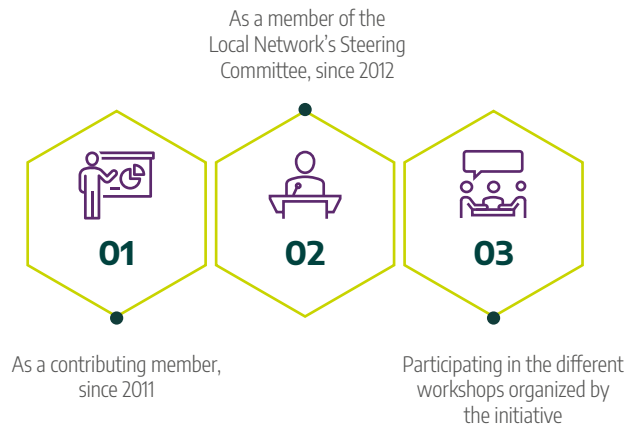 As a member of the
Local Network’s Steering
Committee, since 2012
01
02
03
As a contributing member,
since 2011
Participating in the different
workshops organized by
the initiative